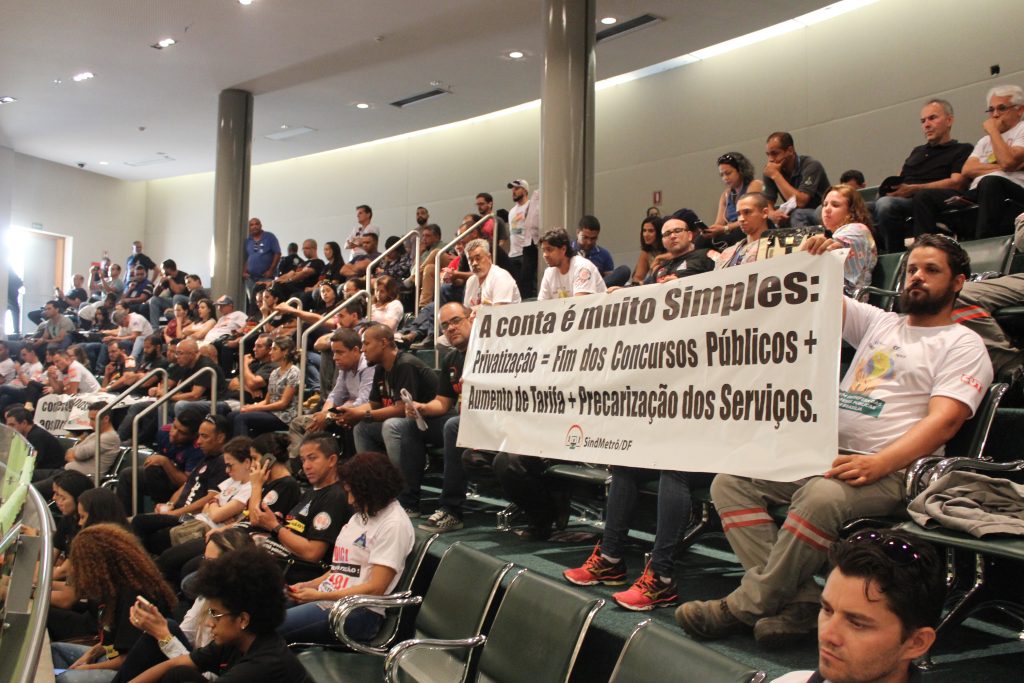 A conta é muito Simples:
Privatização = Fim dos Concursos Públicos +
Aumento de Tarifa + Precarização dos Serviços.
SindMetrô/DF